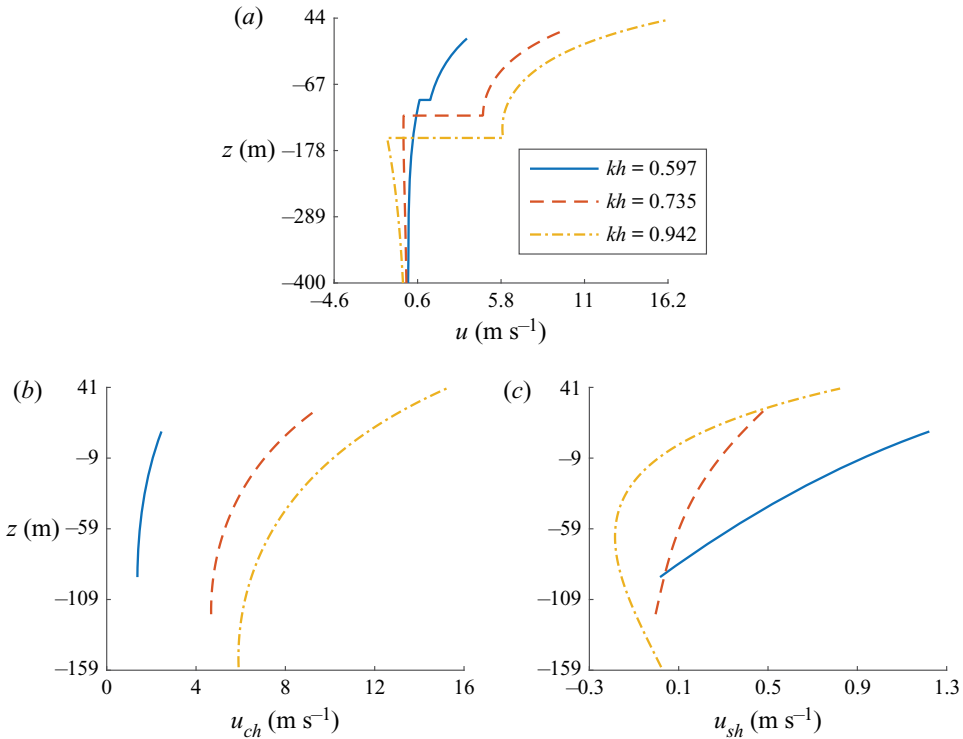 (a)
44
–67
z (m)
–178
–289
–400
kh = 0.597
kh = 0.735
kh = 0.942
–4.6 0.6 5.8 11 16.2
u (m s–1)
(b)
41
–9
z (m)
–59
–109
–159
0 4 8 12 16
uch (m s–1)
(c)
41
–9
–59
–109
–159
–0.3 0.1 0.5 0.9 1.3
ush (m s–1)